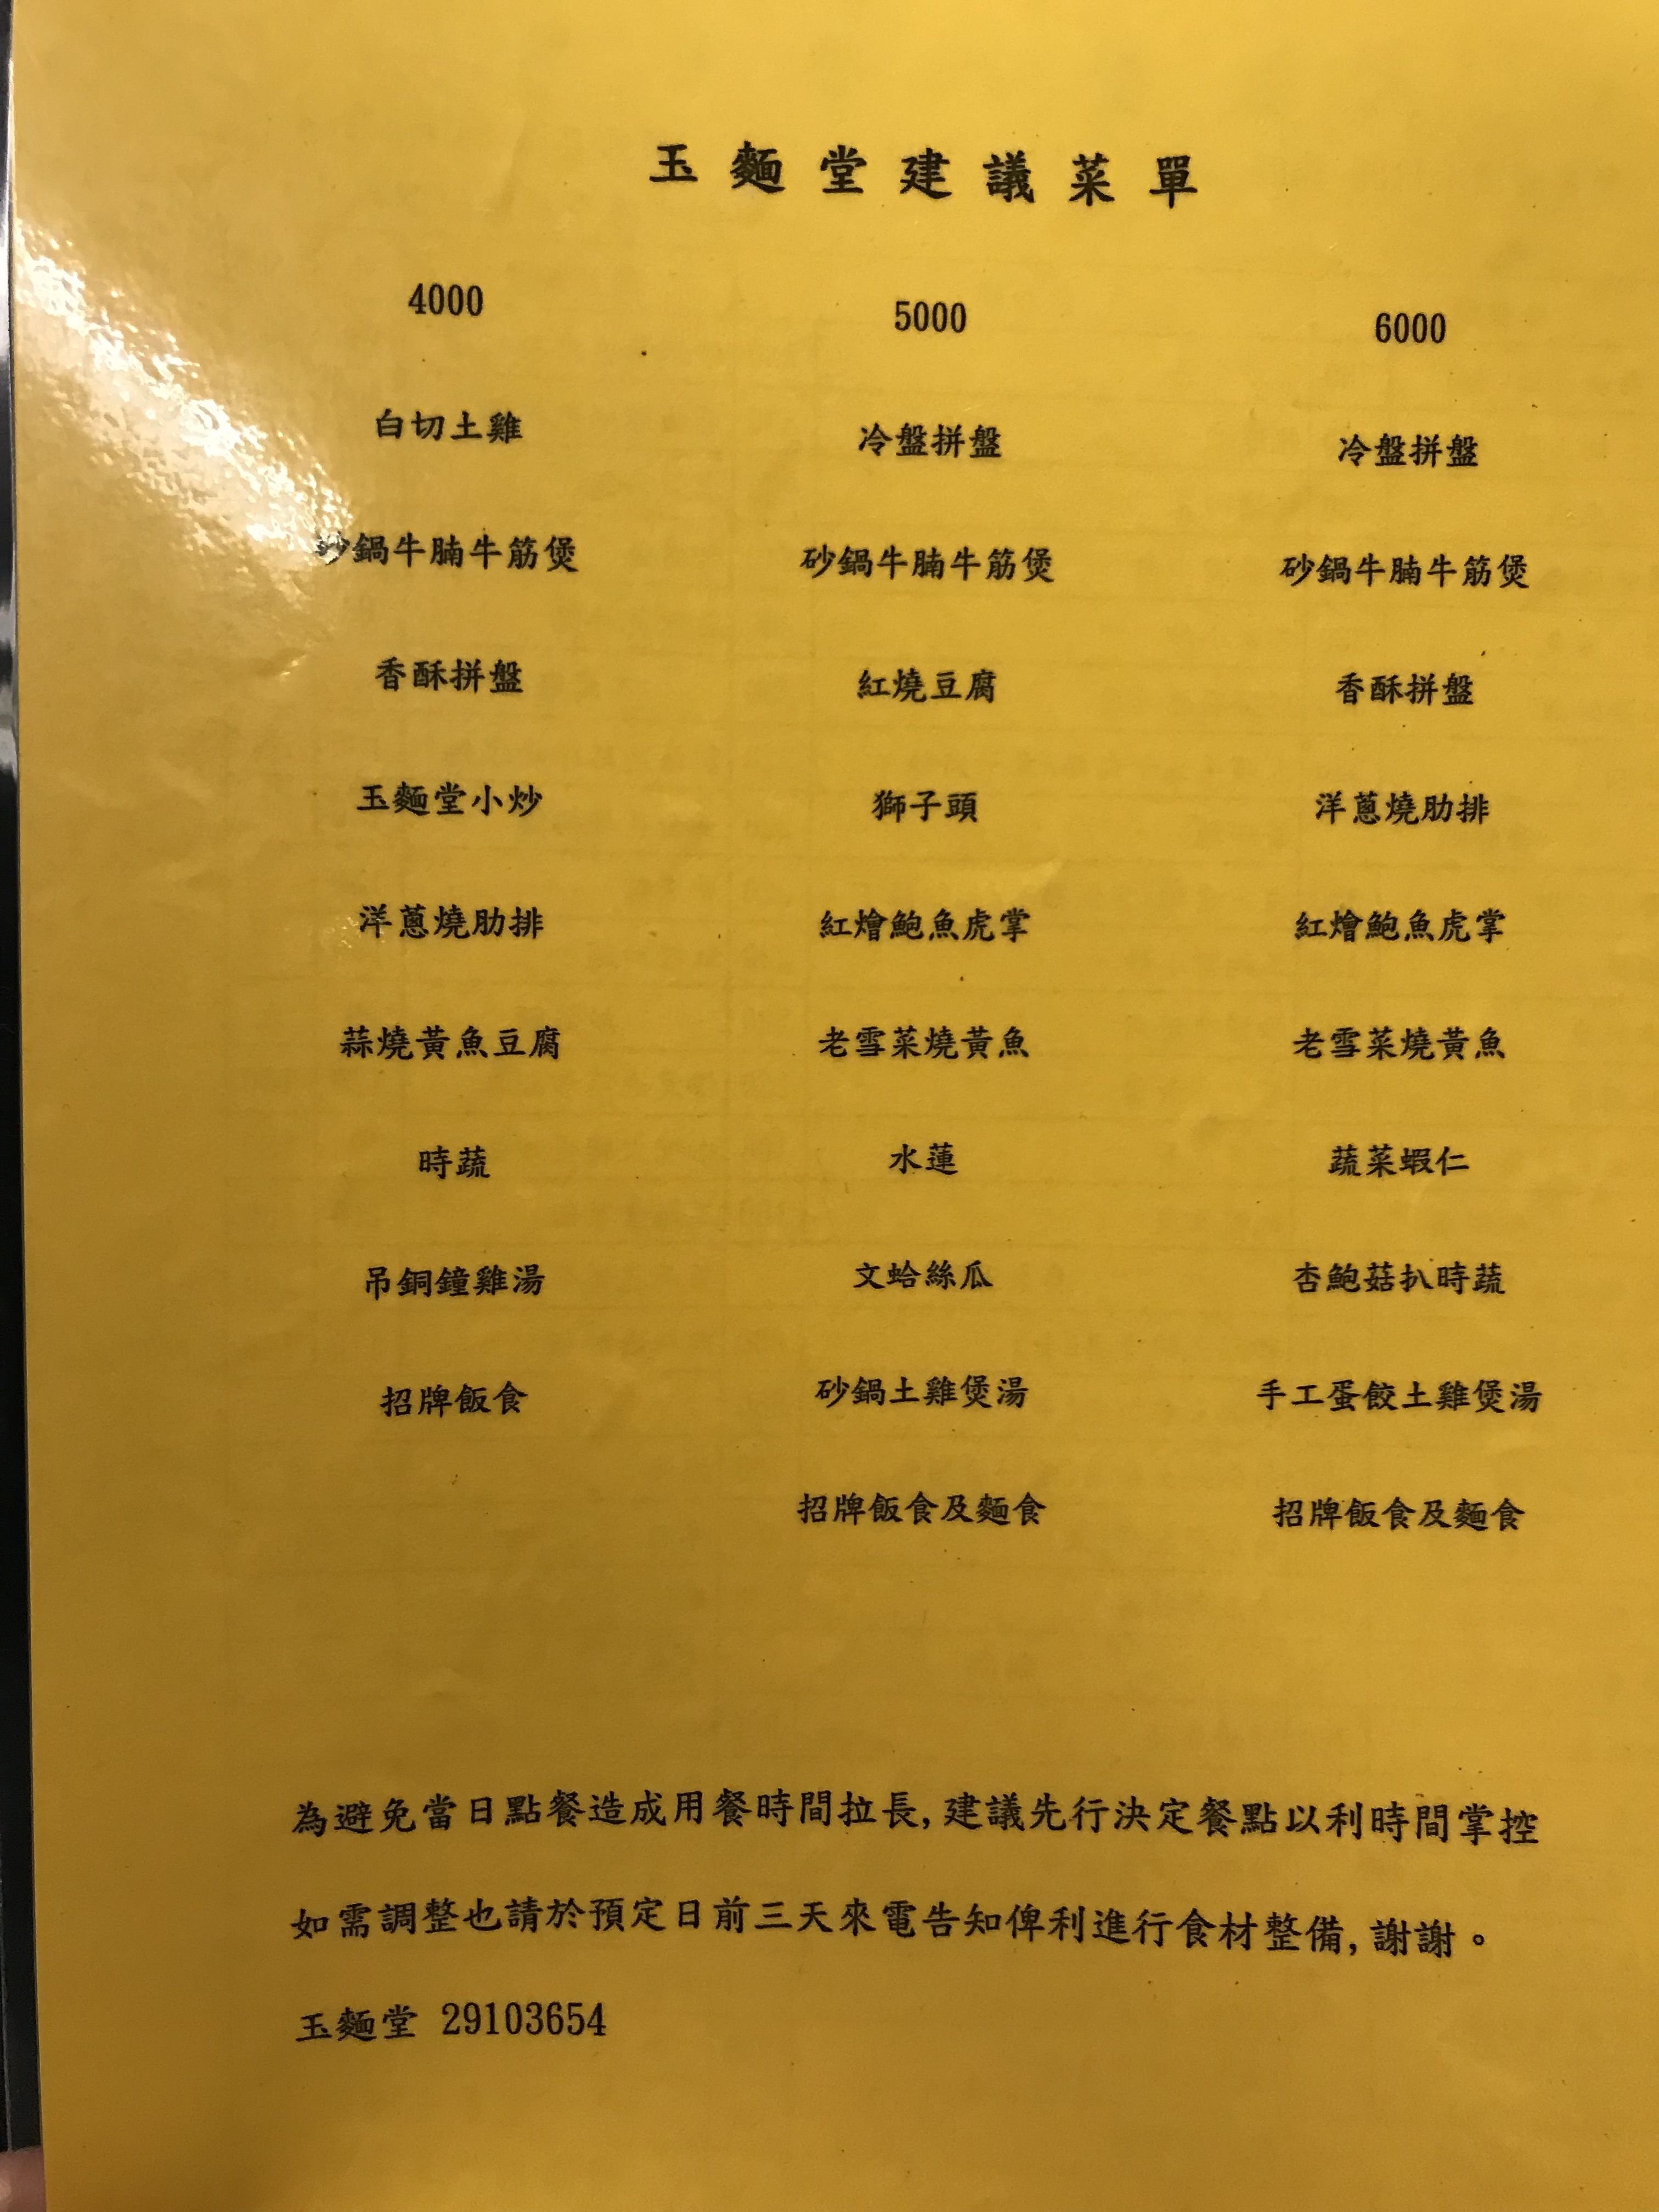 玉麵堂建議菜單
4000 5000 6000
白切土雞 冷盤拼盤 冷盤拼盤
砂鍋牛腩牛筋煲 砂鍋牛腩牛筋煲 砂鍋牛腩牛筋煲
香酥拼盤 紅燒豆腐 香酥拼盤
玉麵堂小炒 獅子頭 洋蔥燒肋排
洋蔥燒肋排 紅燴鮑魚虎掌 紅燴鮑魚虎掌
蒜燒黃魚豆腐 老雪菜燒黃魚 老雪菜燒黃魚
時蔬 水蓮 蔬菜蝦仁
吊銅鐘雞湯 文蛤絲瓜 杏鮑菇扒時蔬
招牌飯食 砂鍋土雞煲湯 手工蛋餃土雞煲湯
招牌飯食及麵食 招牌飯食及麵食
為避免當日點餐造成用餐時間拉長,建議先行決定餐點以利時間掌控
如需調整也請於預定日前三天來電告知俾利進行食材整備,謝謝。
玉麵堂 29103654